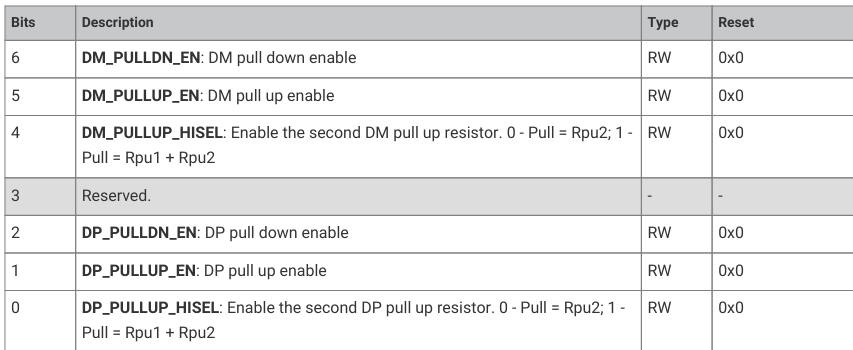 Bits Description Type Reset
6 DM_PULLDN_EN: DM pull down enable RW 0x0
5 DM_PULLUP_EN: DM pull up enable RW 0x0
4 DM_PULLUP_HISEL: Enable the second DM pull up resistor. 0 - Pull = Rpu2; 1 - RW 0x0
Pull = Rpu1 + Rpu2
3 Reserved. - -
2 DP_PULLDN_EN: DP pull down enable RW 0x0
1 DP_PULLUP_EN: DP pull up enable RW 0x0
0 DP_PULLUP_HISEL: Enable the second DP pull up resistor. 0 - Pull = Rpu2; 1 - RW 0x0
Pull = Rpu1 + Rpu2